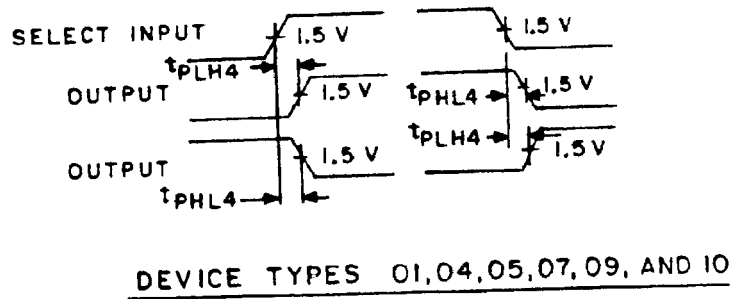 SELECT INPUT 1.5 V 1.5 V
tPLH4
OUTPUT 1.5 V tPHL4 1.5 V
tPLH4
OUTPUT 1.5 V 1.5 V
tPHL4
DEVICE TYPES 01,04,05,07,09, AND 10